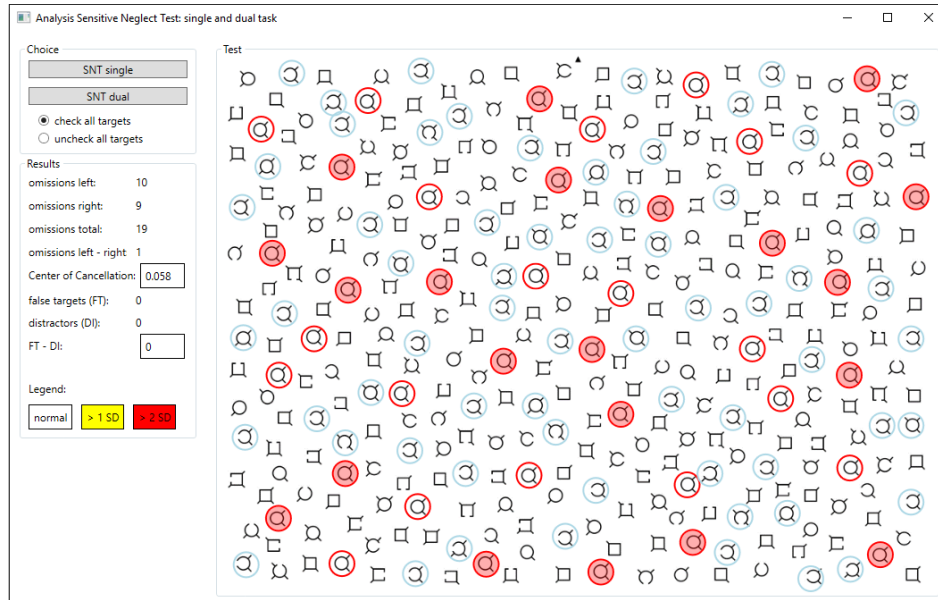 Analysis Sensitive Neglect Test: single and dual task
Choice
SNT single
SNT dual
check all targets
uncheck all targets
Results
omissions left: 10
omissions right: 9
omissions total: 19
omissions left - right 1
Center of Cancellation: 0.058
false targets (FT): 0
distractors (DI): 0
FT - DI: 0
Legend:
normal > 1 SD > 2 SD
Test